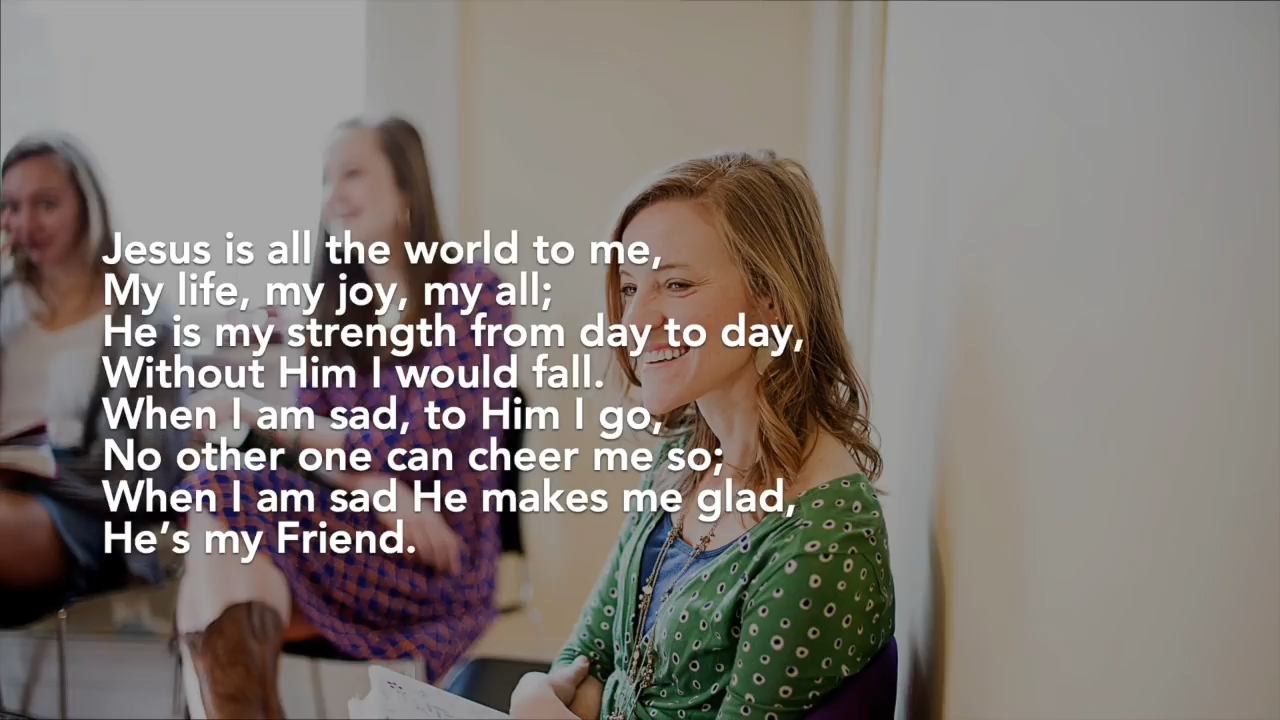 Jesus is all the world to me,
My life, my joy, my all;
He is my strength from day to day,
Without Him I would fall.
When I am sad, to Him I go,
No other one can cheer me so;
When I am sad He makes me glad,
He’s my Friend.